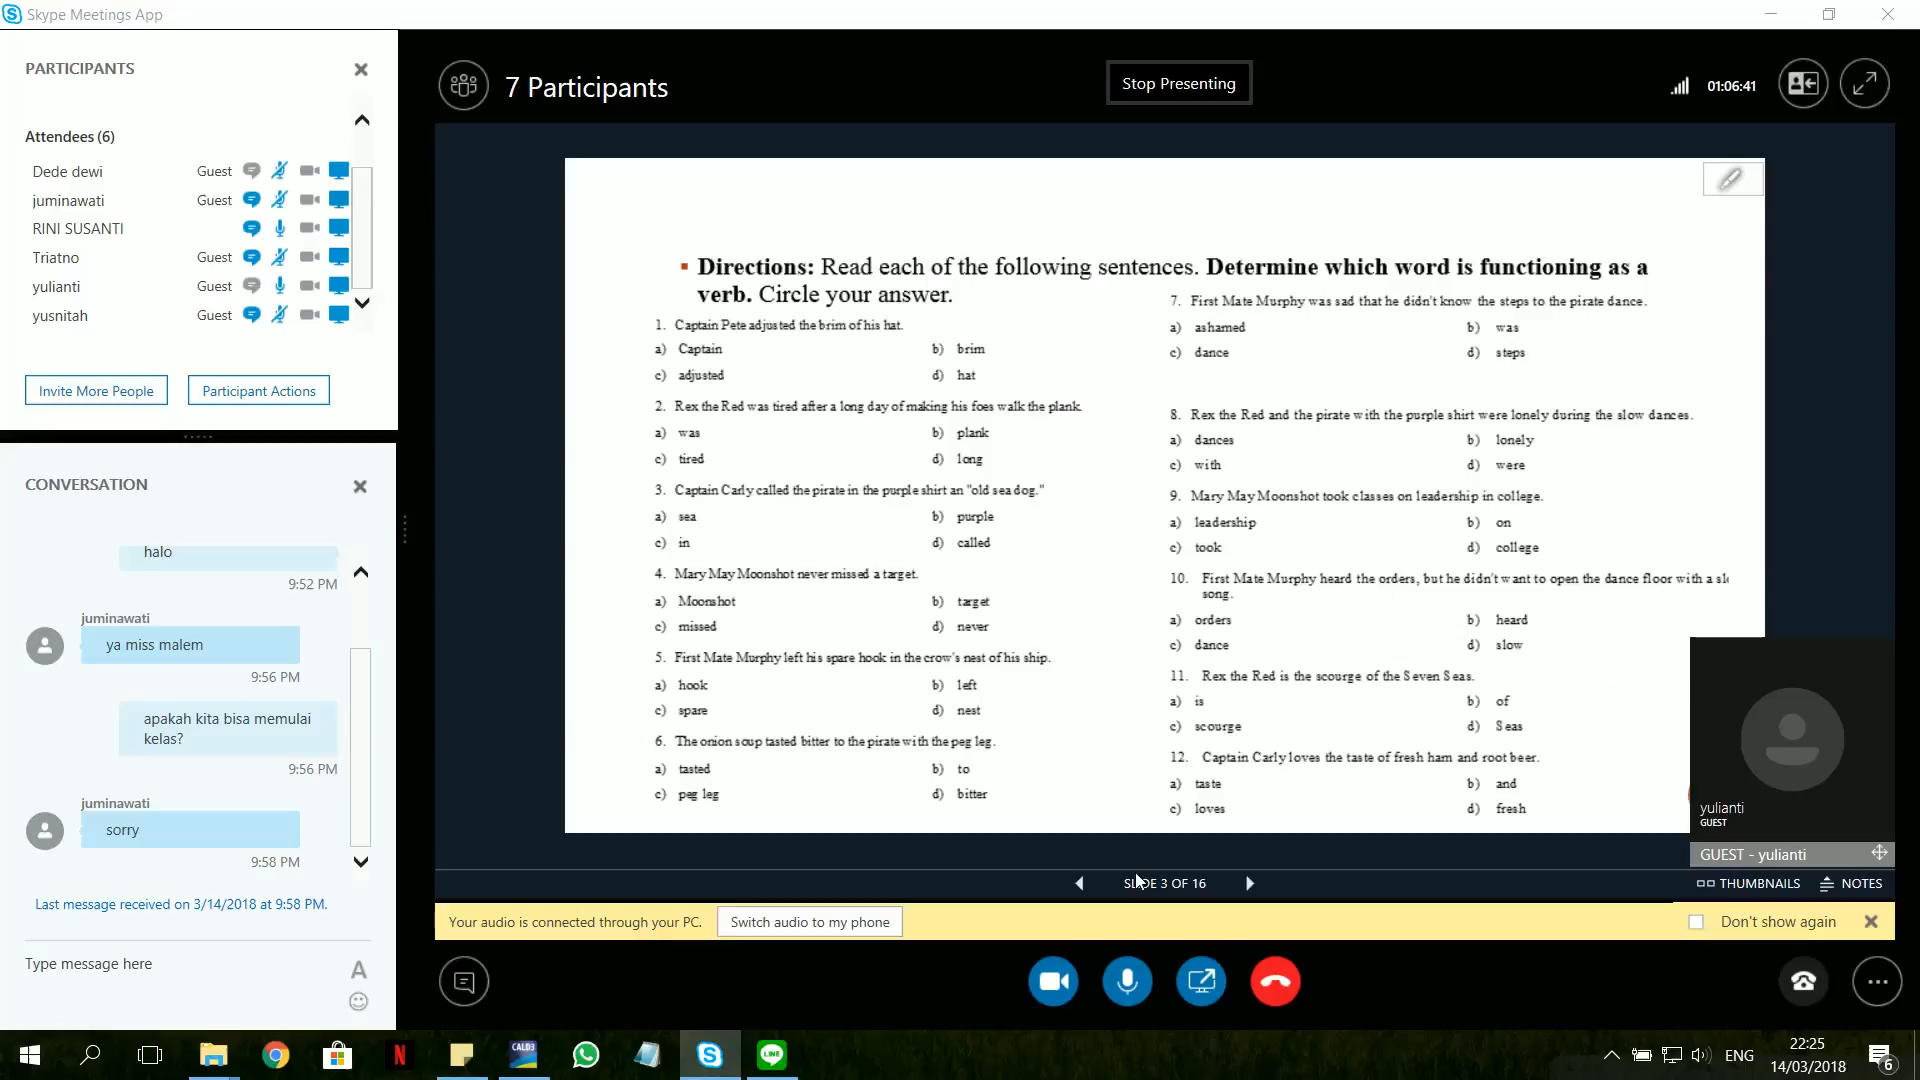 Skype Meetings App
PARTICIPANTS
Attendees (6)
Dede dewi Guest
juminawati Guest
RINI SUSANTI
Triatno Guest
yulianti Guest
yusnitah Guest
Invite More People Participant Actions
CONVERSATION
halo
9:52 PM
juminawati
ya miss malem
9:56 PM
apakah kita bisa memulai
kelas?
9:56 PM
juminawati
sorry
9:58 PM
Last message received on 3/14/2018 at 9:58 PM.
Type message here
A
7 Participants
Stop Presenting
01:06:41
▪ Directions: Read each of the following sentences. Determine which word is functioning as a
verb. Circle your answer.
1. Captain Pete adjusted the brim of his hat.
a) Captain b) brim
c) adjusted d) hat
2. Rex the Red was tired after a long day of making his foes walk the plank.
a) was b) plank
c) tired d) long
3. Captain Carly called the pirate in the purple shirt an "old sea dog."
a) sea b) purple
c) in d) called
4. Mary May Moonshot never missed a target.
a) Moonshot b) target
c) missed d) never
5. First Mate Murphy left his spare hook in the crow's nest of his ship.
a) hook b) left
c) spare d) nest
6. The onion soup tasted bitter to the pirate with the peg leg.
a) tasted b) to
c) peg leg d) bitter
7. First Mate Murphy was sad that he didn't know the steps to the pirate dance.
a) ashamed b) was
c) dance d) steps
8. Rex the Red and the pirate with the purple shirt were lonely during the slow dances.
a) dances b) lonely
c) with d) were
9. Mary May Moonshot took classes on leadership in college.
a) leadership b) on
c) took d) college
10. First Mate Murphy heard the orders, but he didn't want to open the dance floor with a
song.
a) orders b) heard
c) dance d) slow
11. Rex the Red is the scourge of the Seven Seas.
a) is b) of
c) scourge d) Seas
12. Captain Carly loves the taste of fresh ham and root beer.
a) taste b) and
c) loves d) fresh
yulianti
GUEST
GUEST - yulianti
SLIDE 3 OF 16
THUMBNAILS NOTES
Your audio is connected through your PC. Switch audio to my phone Don't show again
N CALD3 LINE
ENG
22:25
14/03/2018
6